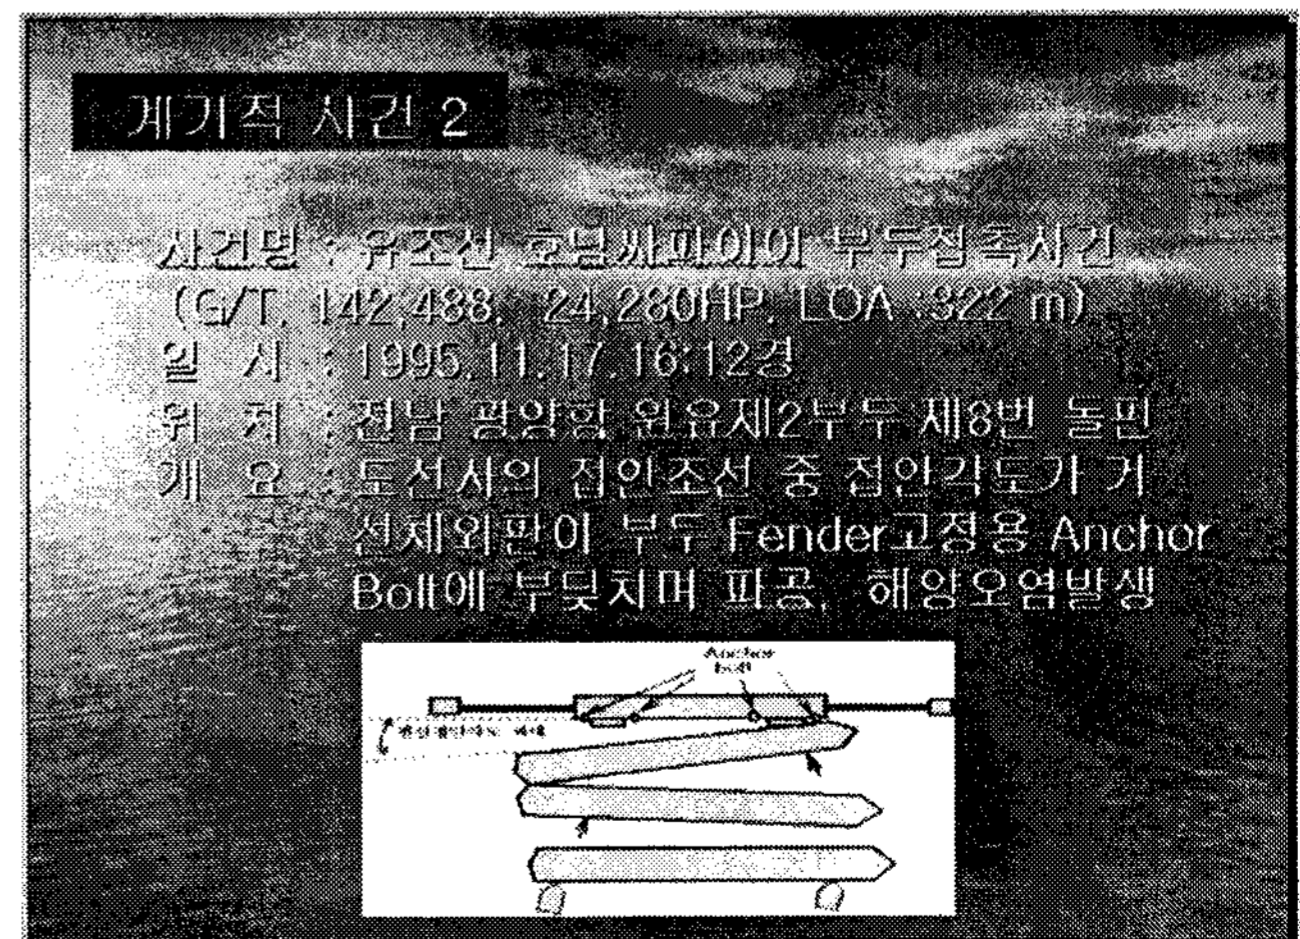 계기적 사건 2
사건명 : 유조선 호남싸파이어 부두접촉사건
(G/T, 142,488, 24,280HP, LOA :322 m)
일 시 : 1995.11.17.16:12경
위 치 : 전남 광양항 원유제2부두 제8번 돌핀
개 요 : 도선사의 접안조선 중 접안각도가 커
선체외판이 부두 Fender고정용 Anchor
Bolt에 부딪치며 파공, 해양오염발생
Anchor
bolt